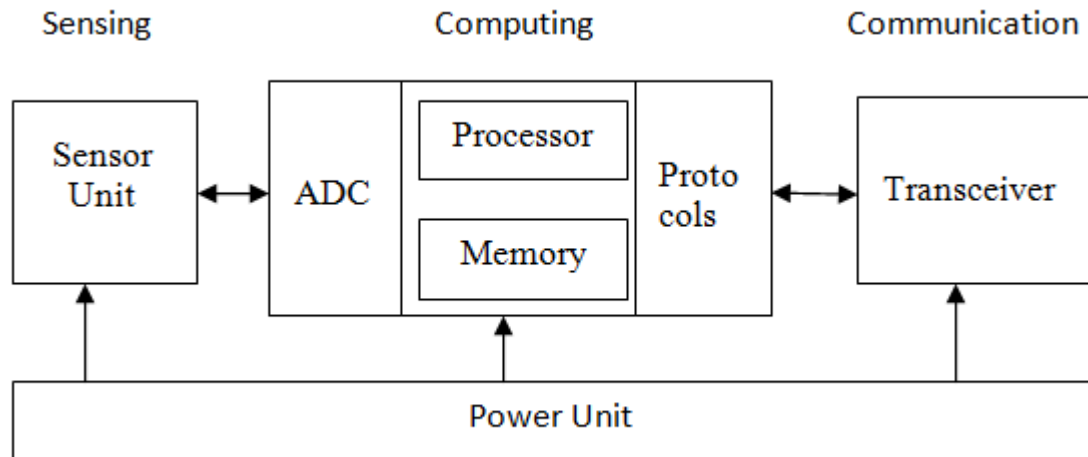 Sensing
Computing
Communication
Sensor
Unit
ADC
Processor
Memory
Proto
cols
Transceiver
Power Unit